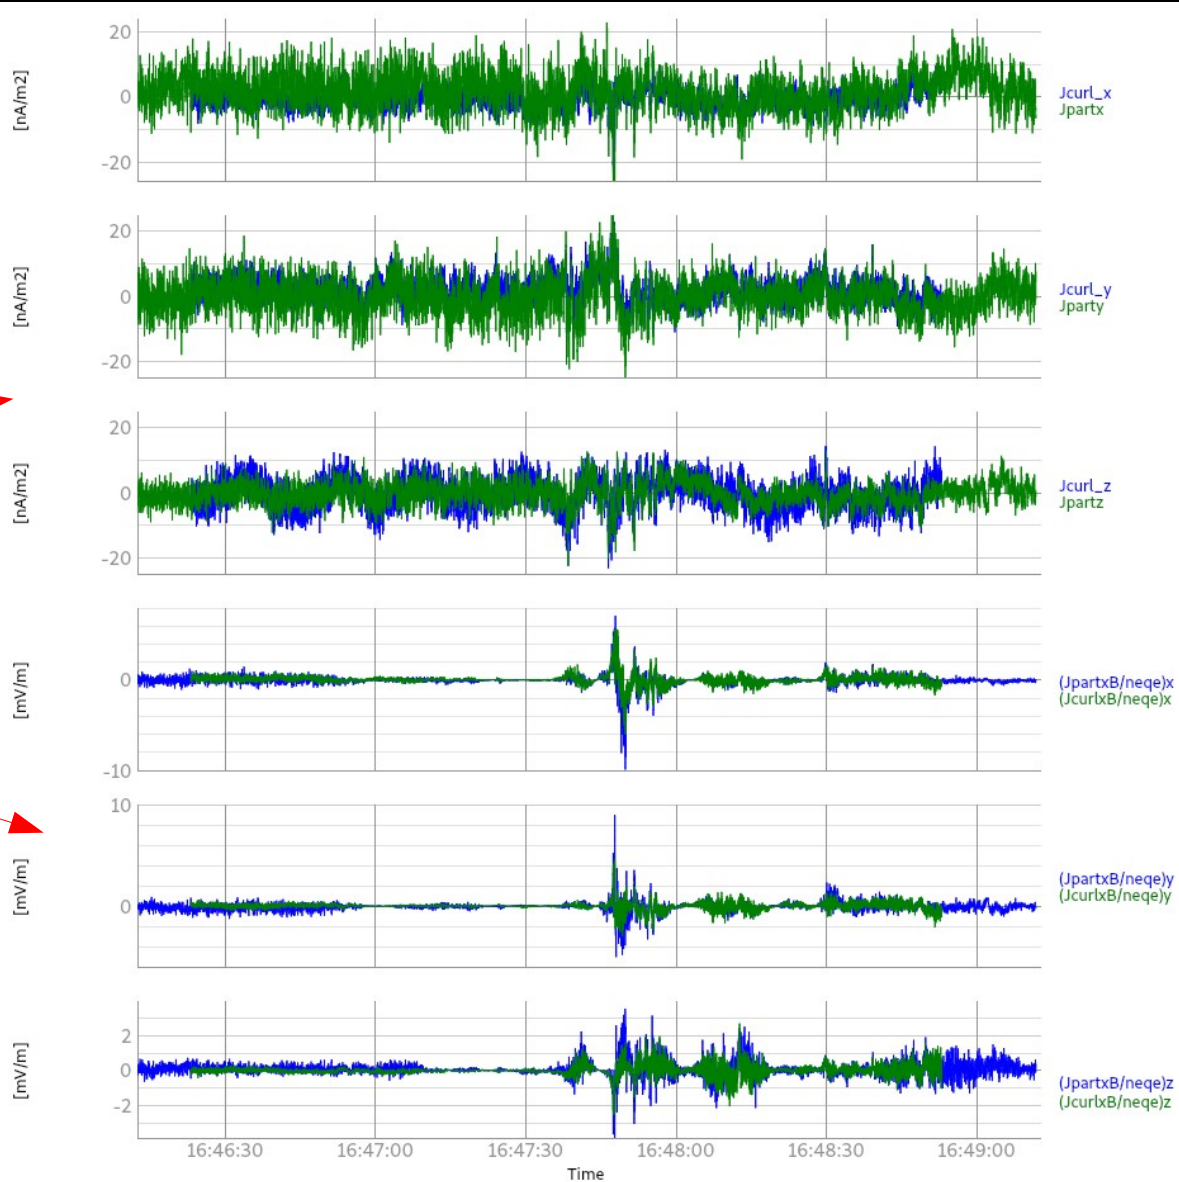 20
0
-20
[nA/m2]
Jcurl_x
Jpartx
20
0
-20
[nA/m2]
Jcurl_y
Jparty
20
0
-20
[nA/m2]
Jcurl_z
Jpartz
0
-10
[mV/m]
(JpartxB/neqe)x
(JcurlxB/neqe)x
10
0
[mV/m]
(JpartxB/neqe)y
(JcurlxB/neqe)y
2
0
-2
[mV/m]
(JpartxB/neqe)z
(JcurlxB/neqe)z
16:46:30 16:47:00 16:47:30 16:48:00 16:48:30 16:49:00
Time